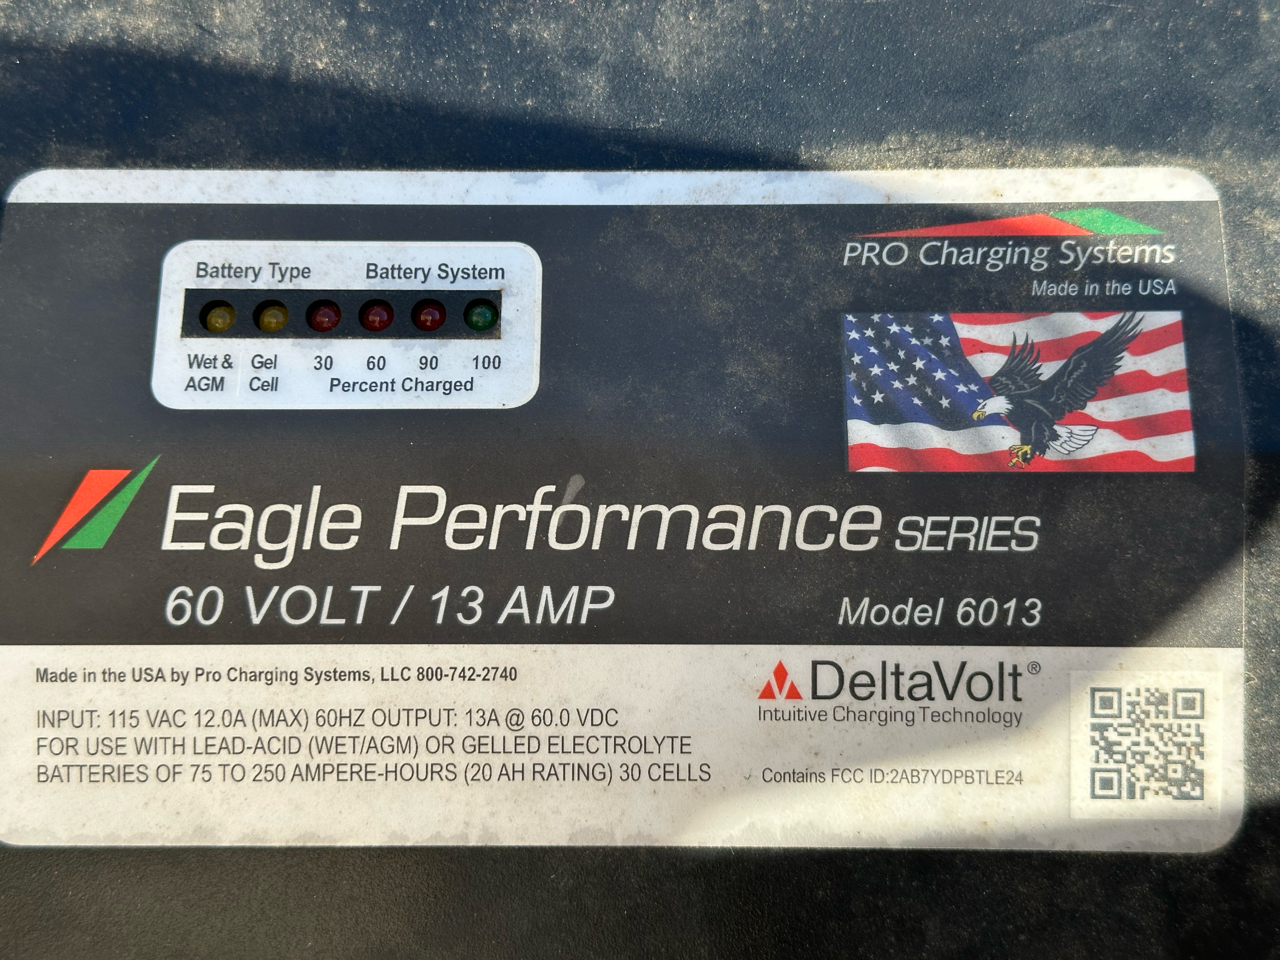 PRO Charging Systems
Made in the USA
Battery Type Battery System
Wet & AGM Gel Cell 30 60 90 100
Percent Charged
Eagle Performance SERIES
60 VOLT / 13 AMP Model 6013
Made in the USA by Pro Charging Systems, LLC 800-742-2740
INPUT: 115 VAC 12.0A (MAX) 60HZ OUTPUT: 13A @ 60.0 VDC
FOR USE WITH LEAD-ACID (WET/AGM) OR GELLED ELECTROLYTE
BATTERIES OF 75 TO 250 AMPERE-HOURS (20 AH RATING) 30 CELLS
DeltaVolt®
Intuitive Charging Technology
Contains FCC ID:2AB7YDPBTLE24